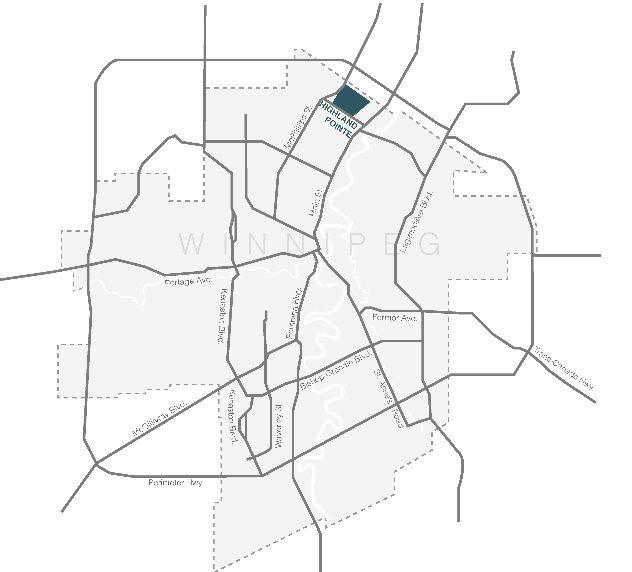 HIGHLAND
POINTE
McPhillips St.
Main St.
Lagimodière Blvd.
WINNIPEG
Portage Ave.
Kenaston Blvd.
Pembina Hwy.
Fermor Ave.
Trans-Canada Hwy.
Bishop Grandin Blvd.
St. Anne's Road
McGillivray Blvd.
Kenaston Blvd.
Waverley St.
Perimeter Hwy.